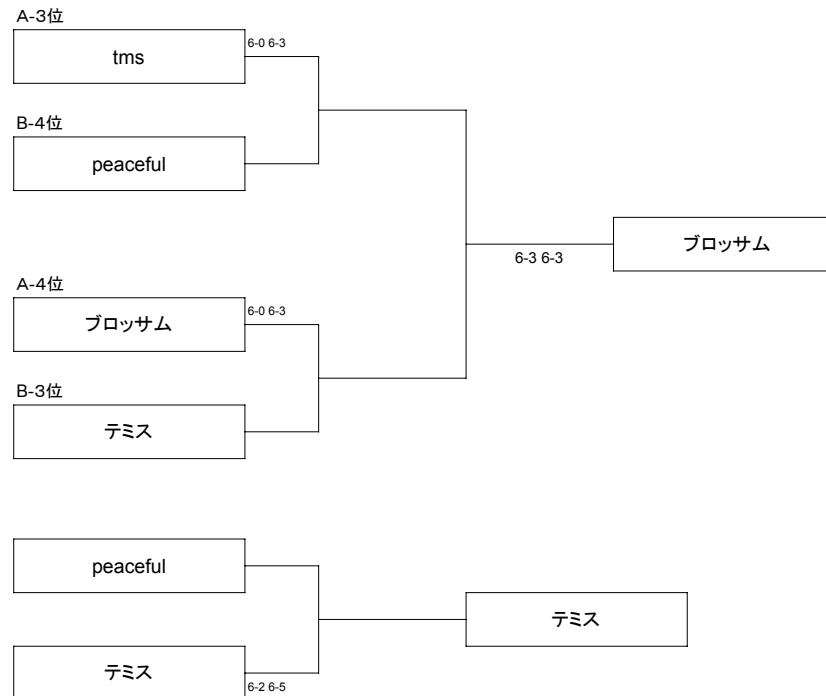 A-3位
tms
6-0 6-3
B-4位
peaceful
ブロッサム
6-3 6-3
A-4位
ブロッサム
6-0 6-3
B-3位
テミス
peaceful
テミス
テミス
6-2 6-5